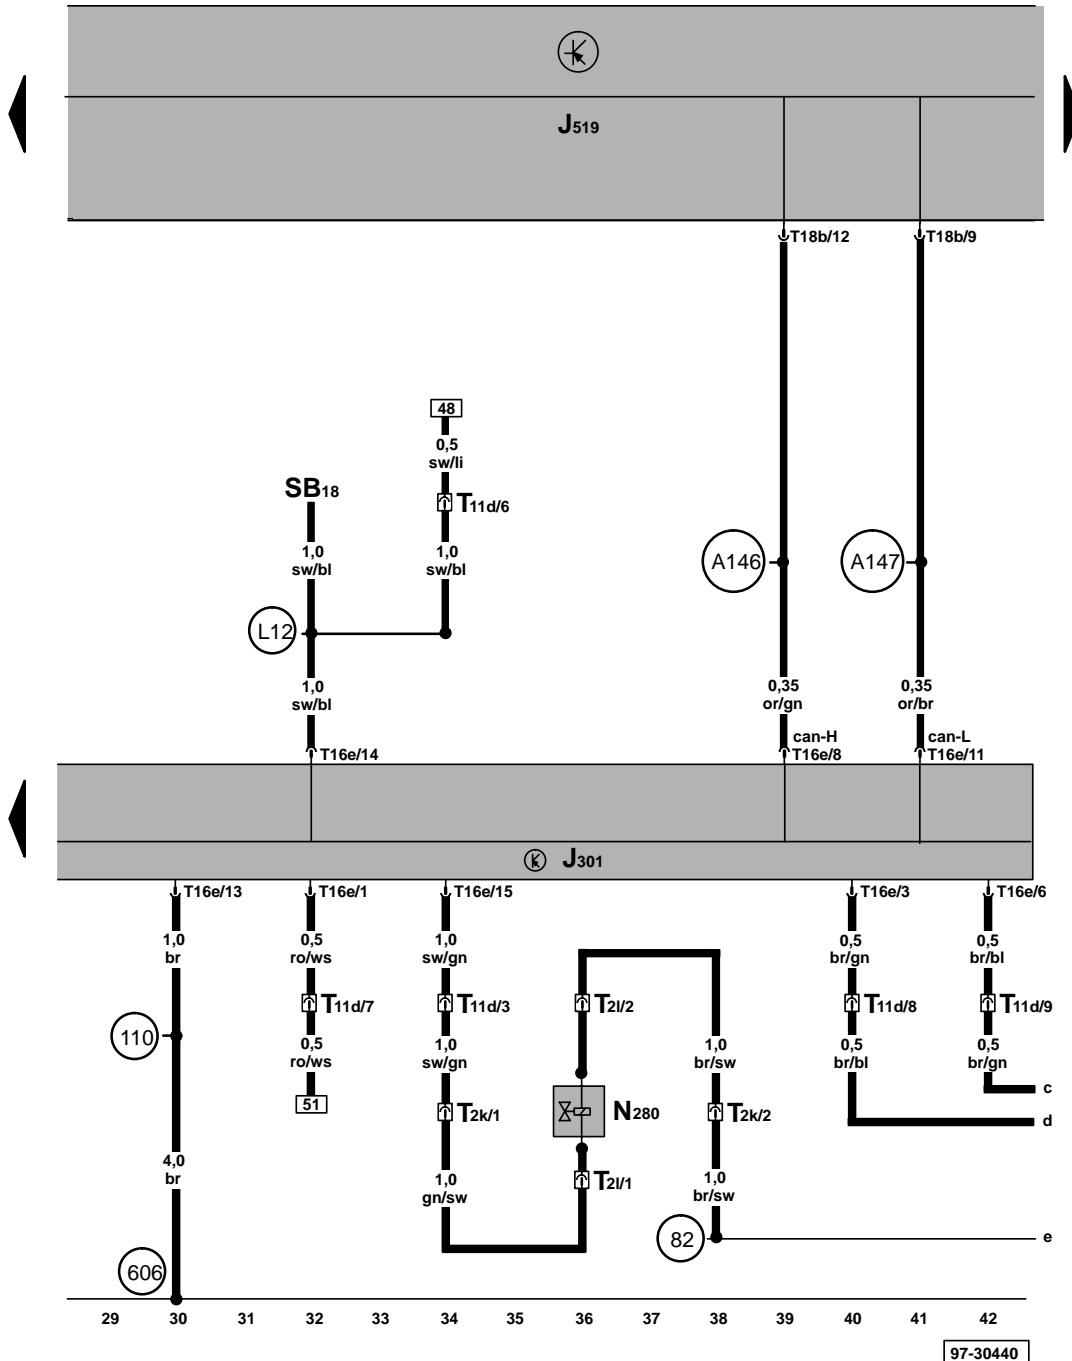 J519
T18b/12 T18b/9
48
0,5
sw/li
SB18
T11d/6
1,0 1,0
sw/bl sw/bl
A146 A147
L12
1,0 0,35 0,35
sw/bl or/gn or/br
can-H can-L
T16e/14 T16e/8 T16e/11
J301
T16e/13 T16e/1 T16e/15 T16e/3 T16e/6
1,0 0,5 1,0 0,5 0,5
br ro/ws sw/gn br/gn br/bl
T11d/7 T11d/3 T2l/2 T11d/8 T11d/9
110
0,5 1,0 1,0 0,5 0,5
ro/ws sw/gn br/sw br/bl br/gn
c
51
T2k/1 N280 T2k/2
d
4,0 1,0 T2l/1 1,0
br gn/sw br/sw
82 e
606
29 30 31 32 33 34 35 36 37 38 39 40 41 42
97-30440